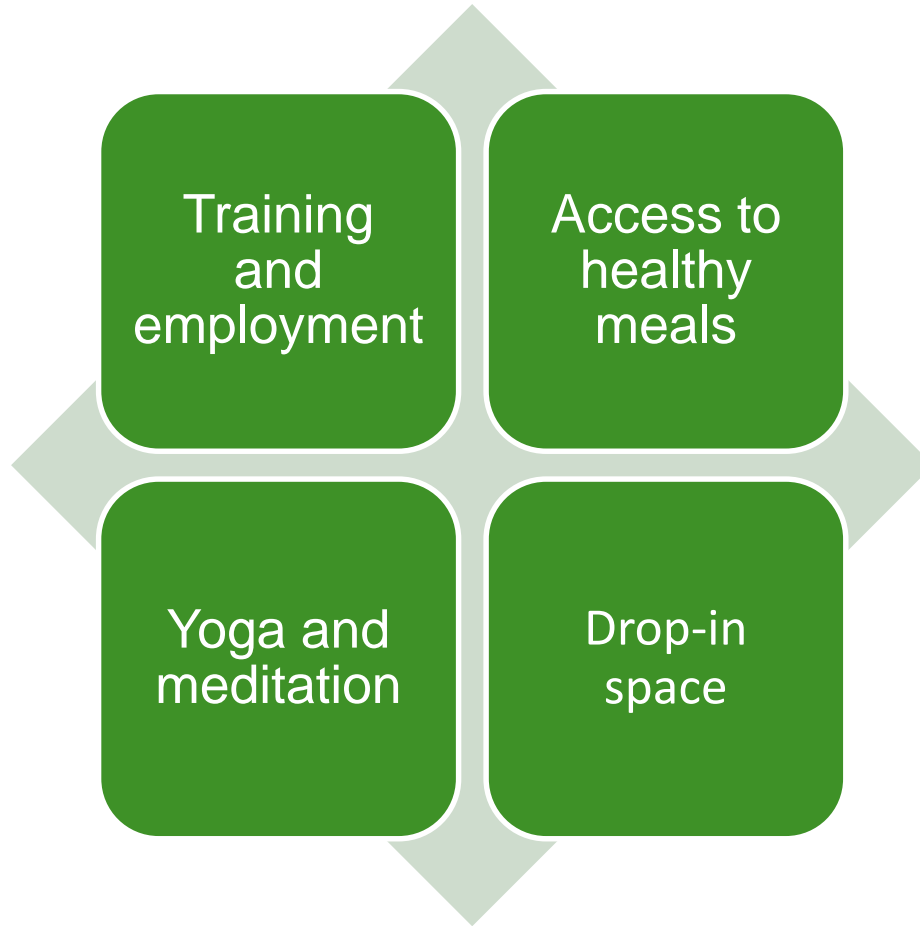 Training
and
employment
Access to
healthy
meals
Yoga and
meditation
Drop-in
space